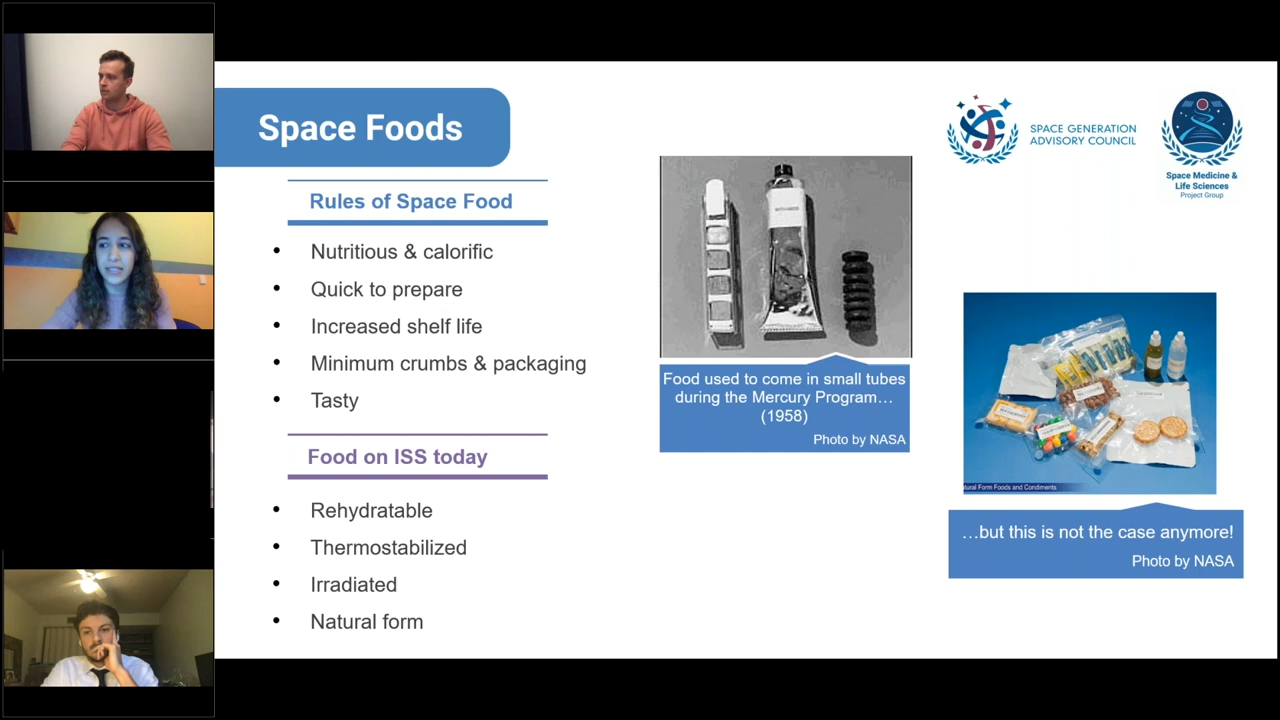 Space Foods
Rules of Space Food
• Nutritious & calorific
• Quick to prepare
• Increased shelf life
• Minimum crumbs & packaging
• Tasty
Food on ISS today
• Rehydratable
• Thermostabilized
• Irradiated
• Natural form
Food used to come in small tubes
during the Mercury Program…
(1958)
Photo by NASA
SPACE GENERATION
ADVISORY COUNCIL
Space Medicine &
Life Sciences
Project Group
tural Form Foods and Condiments
…but this is not the case anymore!
Photo by NASA